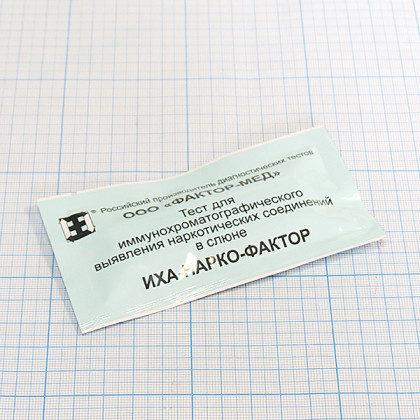 ® Российский производитель диагностических тестов
ООО «ФАКТОР-МЕД»
Тест для
иммунохроматографического
выявления наркотических соединений
в слюне
ИХА-НАРКО-ФАКТОР